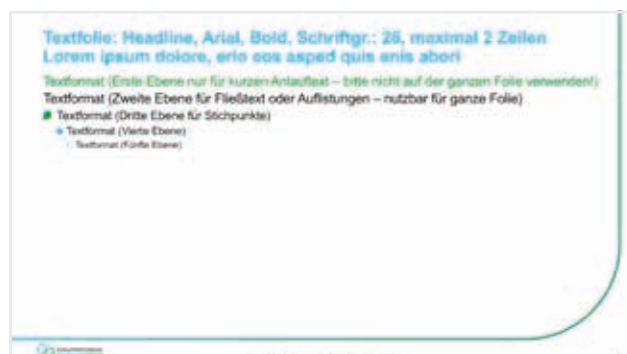 Textfolie: Headline, Arial, Bold, Schriftgr.: 28, maximal 2 Zeilen
Lorem ipsum dolore, erio eos asped quis enis abori
Textformat (Erste Ebene nur für kurzen Anlauftext – bitte nicht auf der ganzen Folie verwenden!)
Textformat (Zweite Ebene für Fließtext oder Auflistungen – nutzbar für ganze Folie)
Textformat (Dritte Ebene für Stichpunkte)
Textformat (Vierte Ebene)
Textformat (Fünfte Ebene)